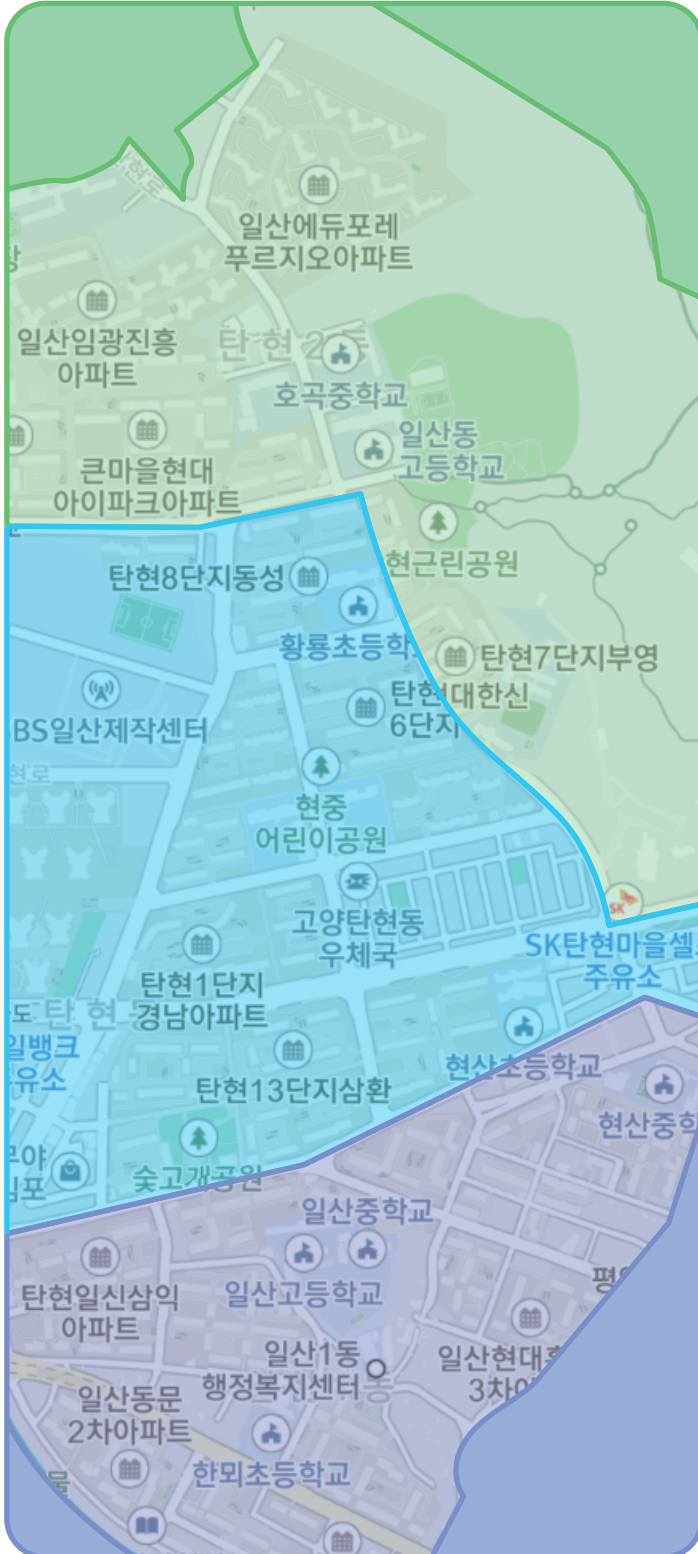 탄현로
일산에듀포레
푸르지오아파트
일산임광진흥
아파트
탄현2동
호곡중학교
일산동
고등학교
큰마을현대
아이파크아파트
현근린공원
탄현8단지동성
황룡초등학
탄현7단지부영
탄현
대한신
6단지
BS일산제작센터
현로
현중
어린이공원
고양탄현동
우체국
SK
SK탄현마을셀
주유소
탄현1단지
경남아파트
탄현
일뱅크
유소
현산초등학교
탄현13단지삼환
현산중학
숯고개공원
일산중학교
탄현일신삼익
아파트
일산고등학교
일산1동
행정복지센터
동
일산현대
3차
일산동문
2차아파트
한뫼초등학교